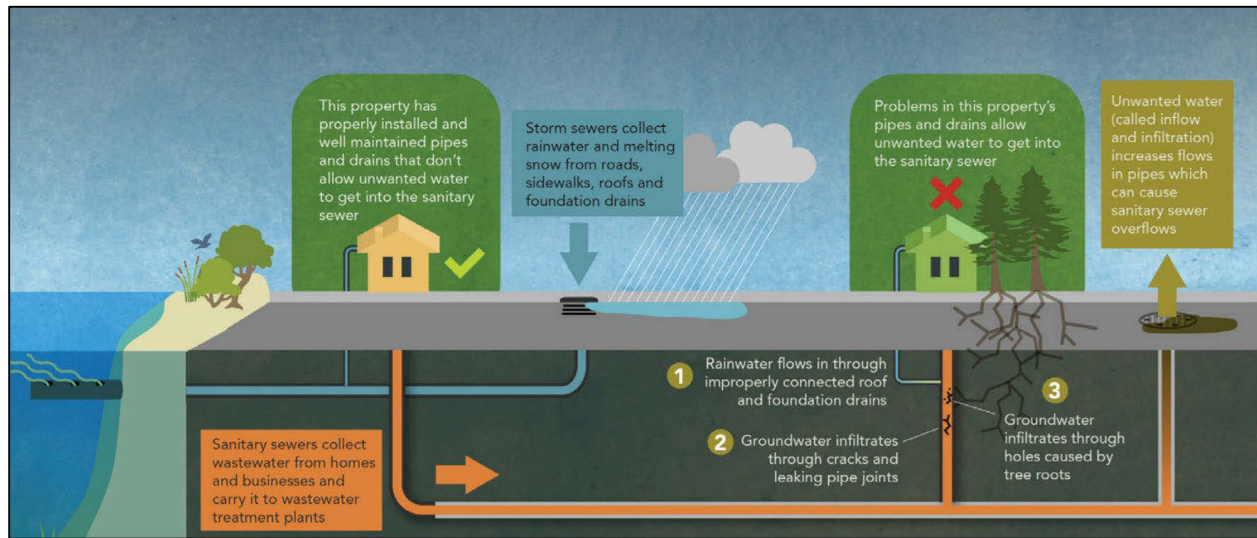 This property has
properly installed and
well maintained pipes
and drains that don't
allow unwanted water
to get into the sanitary
sewer
Storm sewers collect
rainwater and melting
snow from roads,
sidewalks, roofs and
foundation drains
Problems in this property's
pipes and drains allow
unwanted water to get into
the sanitary sewer
Unwanted water
(called inflow
and infiltration)
increases flows
in pipes which
can cause
sanitary sewer
overflows
1
Rainwater flows in through
improperly connected roof
and foundation drains
2
Groundwater infiltrates
through cracks and
leaking pipe joints
3
Groundwater
infiltrates through
holes caused by
tree roots
Sanitary sewers collect
wastewater from homes
and businesses and
carry it to wastewater
treatment plants